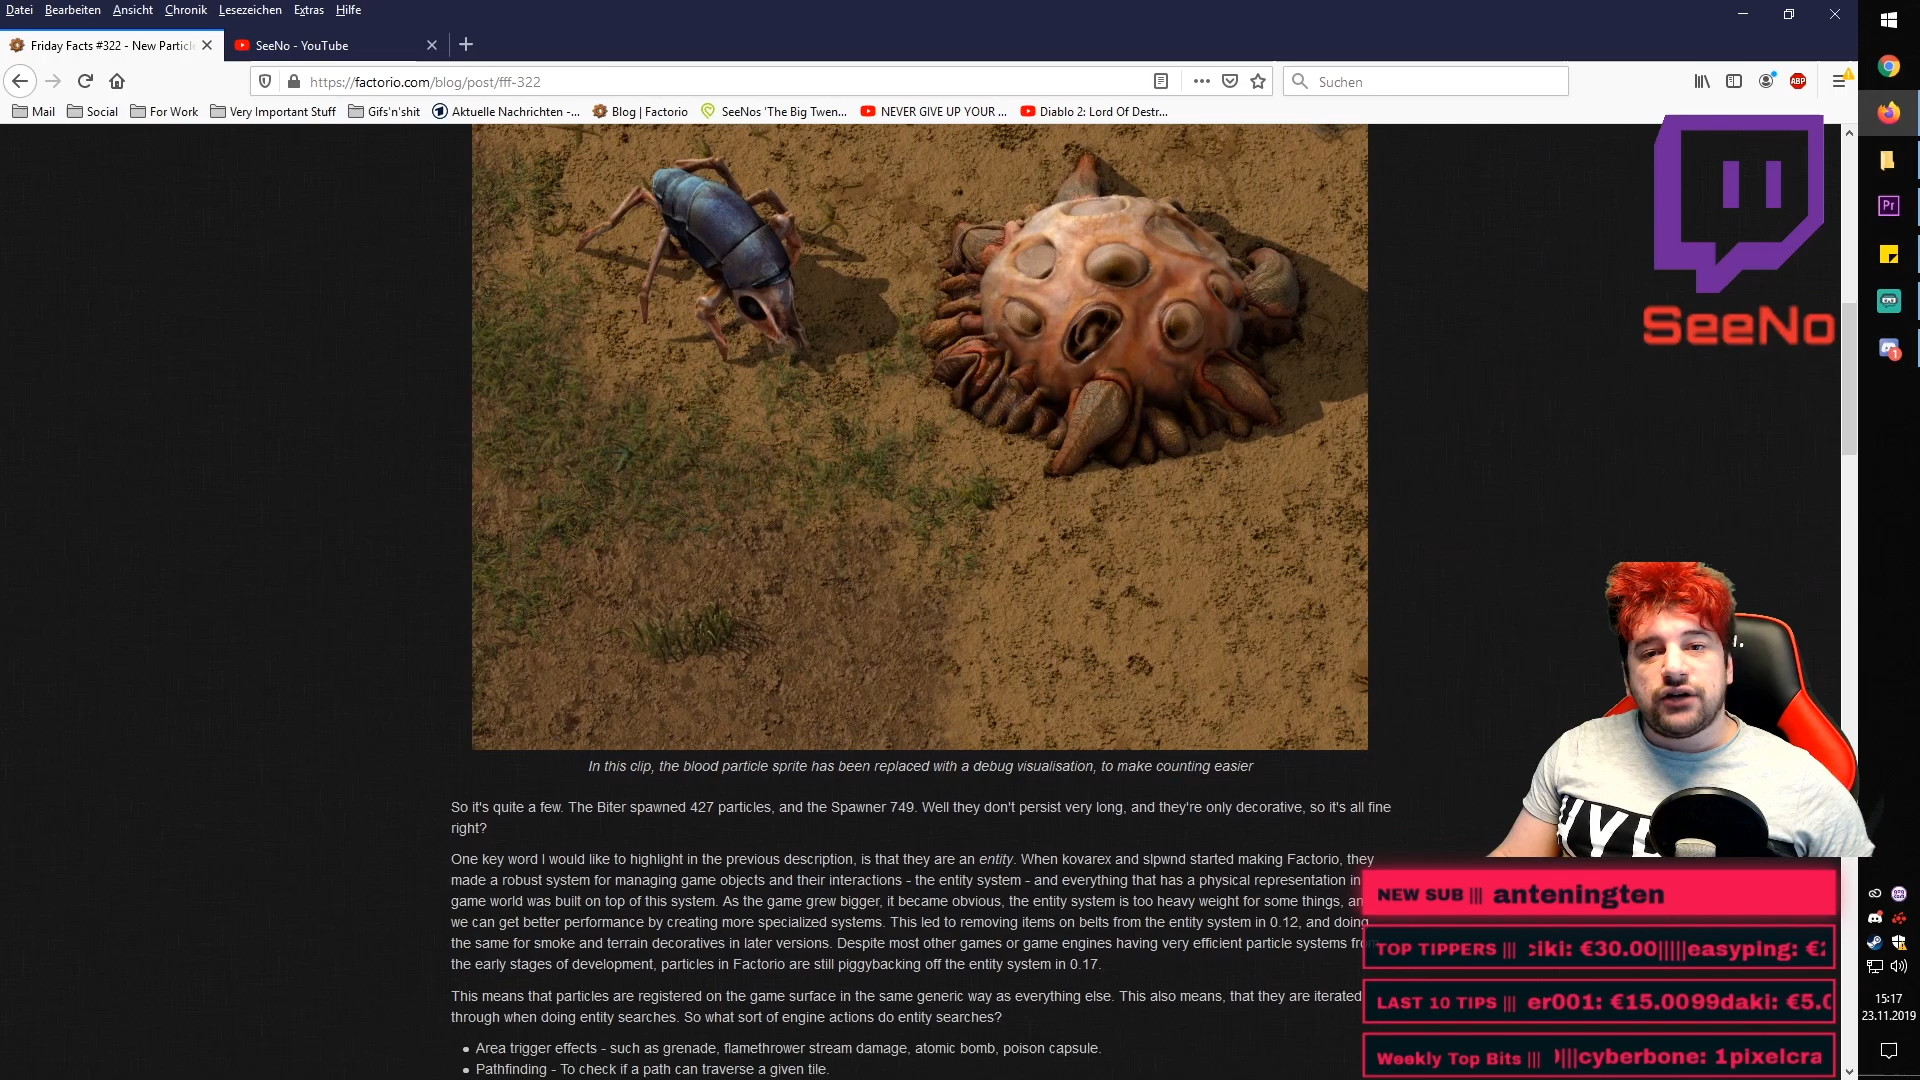 Datei Bearbeiten Ansicht Chronik Lesezeichen Extras Hilfe
Friday Facts #322 - New Particl
SeeNo - YouTube
https://factorio.com/blog/post/fff-322
Suchen
ABP
Mail Social For Work Very Important Stuff Gifs'n'shit Aktuelle Nachrichten -... Blog | Factorio SeeNos 'The Big Twen... NEVER GIVE UP YOUR ... Diablo 2: Lord Of Destr...
SeeNo
Pr
1
In this clip, the blood particle sprite has been replaced with a debug visualisation, to make counting easier
So it's quite a few. The Biter spawned 427 particles, and the Spawner 749. Well they don't persist very long, and they're only decorative, so it's all fine
right?
One key word I would like to highlight in the previous description, is that they are an entity. When kovarex and slpwnd started making Factorio, they
made a robust system for managing game objects and their interactions - the entity system - and everything that has a physical representation in
game world was built on top of this system. As the game grew bigger, it became obvious, the entity system is too heavy weight for some things, an
we can get better performance by creating more specialized systems. This led to removing items on belts from the entity system in 0.12, and doing
the same for smoke and terrain decoratives in later versions. Despite most other games or game engines having very efficient particle systems from
the early stages of development, particles in Factorio are still piggybacking off the entity system in 0.17.
This means that particles are registered on the game surface in the same generic way as everything else. This also means, that they are iterated
through when doing entity searches. So what sort of engine actions do entity searches?
• Area trigger effects - such as grenade, flamethrower stream damage, atomic bomb, poison capsule.
• Pathfinding - To check if a path can traverse a given tile.
NEW SUB ||| anteningten
TOP TIPPERS ||| ciki: €30.00|||||easyping: €
LAST 10 TIPS ||| er001: €15.0099daki: €5.0
Weekly Top Bits ||| )|||cyberbone: 1pixelcra
15:17
23.11.2019